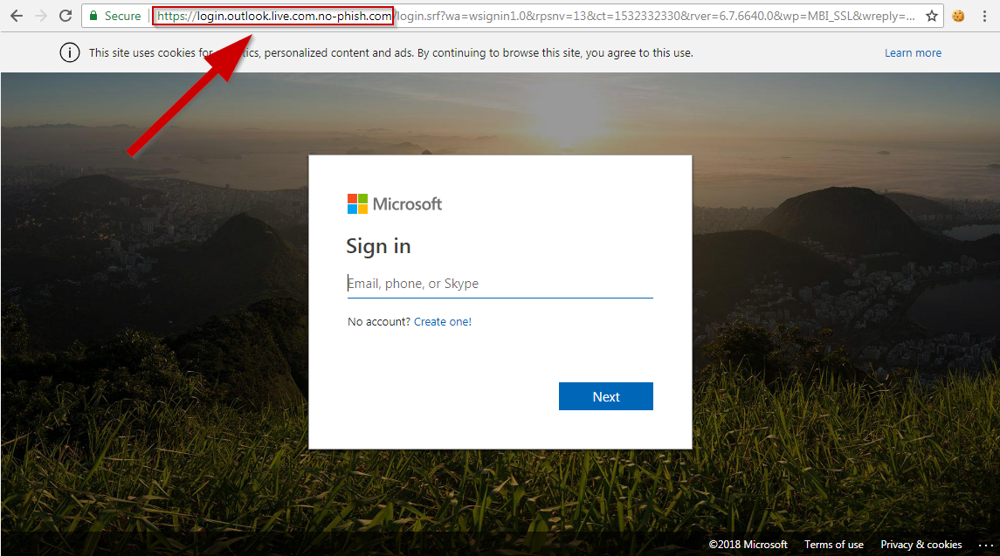 Secure https://login.outlook.live.com.no-phish.com/login.srf?wa=wsignin1.0&rpsnv=13&ct=1532332330&rver=6.7.6640.0&wp=MBI_SSL&wreply=...
This site uses cookies for tics, personalized content and ads. By continuing to browse this site, you agree to this use. Learn more
Microsoft
Sign in
Email, phone, or Skype
No account? Create one!
Next
©2018 Microsoft Terms of use Privacy & cookies ...